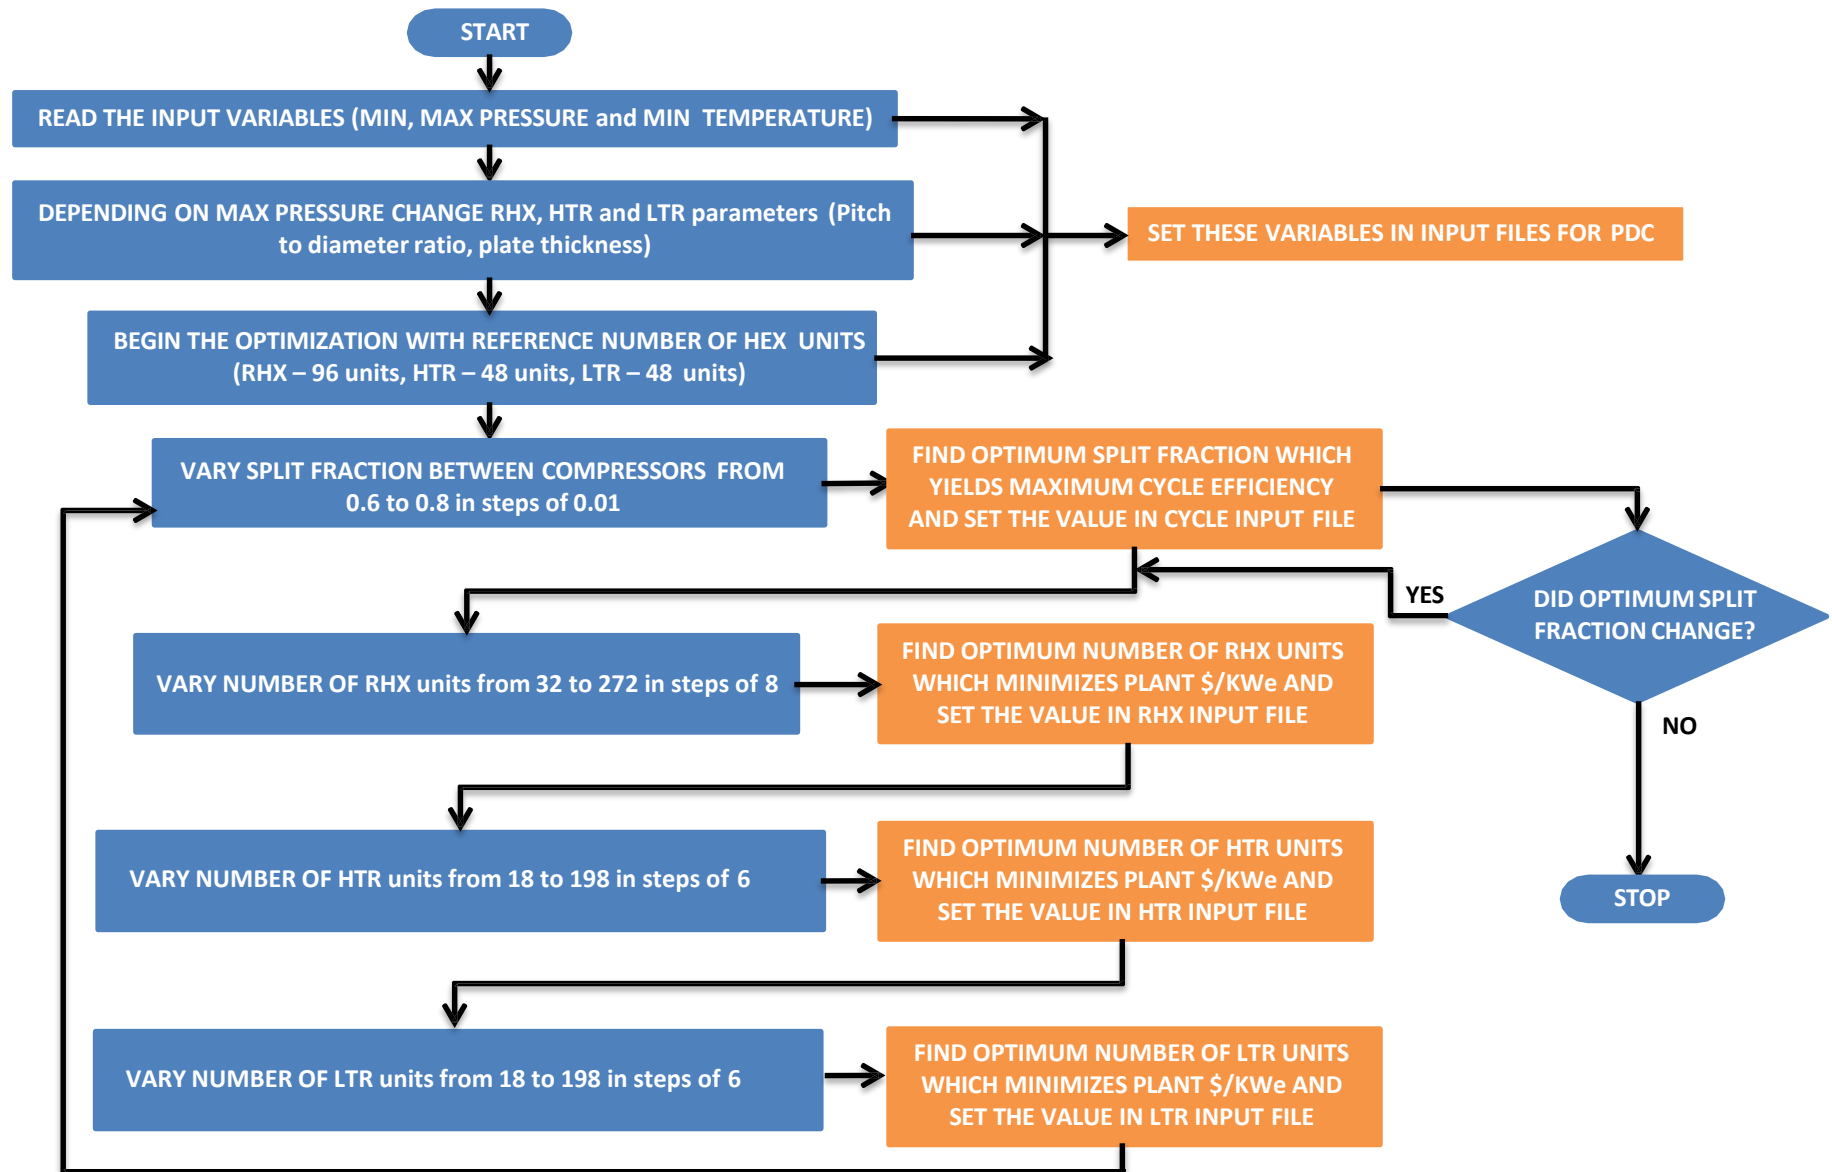 START
READ THE INPUT VARIABLES (MIN, MAX PRESSURE and MIN TEMPERATURE)
DEPENDING ON MAX PRESSURE CHANGE RHX, HTR and LTR parameters (Pitch
to diameter ratio, plate thickness)
SET THESE VARIABLES IN INPUT FILES FOR PDC
BEGIN THE OPTIMIZATION WITH REFERENCE NUMBER OF HEX UNITS
(RHX – 96 units, HTR – 48 units, LTR – 48 units)
VARY SPLIT FRACTION BETWEEN COMPRESSORS FROM
0.6 to 0.8 in steps of 0.01
FIND OPTIMUM SPLIT FRACTION WHICH
YIELDS MAXIMUM CYCLE EFFICIENCY
AND SET THE VALUE IN CYCLE INPUT FILE
YES
DID OPTIMUM SPLIT
FRACTION CHANGE?
NO
STOP
VARY NUMBER OF RHX units from 32 to 272 in steps of 8
FIND OPTIMUM NUMBER OF RHX UNITS
WHICH MINIMIZES PLANT $/KWe AND
SET THE VALUE IN RHX INPUT FILE
VARY NUMBER OF HTR units from 18 to 198 in steps of 6
FIND OPTIMUM NUMBER OF HTR UNITS
WHICH MINIMIZES PLANT $/KWe AND
SET THE VALUE IN HTR INPUT FILE
VARY NUMBER OF LTR units from 18 to 198 in steps of 6
FIND OPTIMUM NUMBER OF LTR UNITS
WHICH MINIMIZES PLANT $/KWe AND
SET THE VALUE IN LTR INPUT FILE